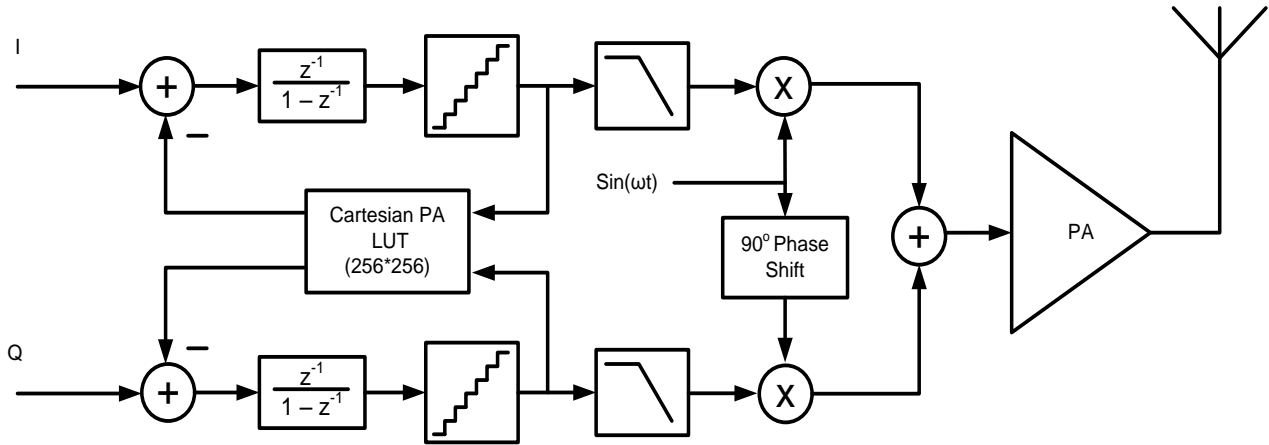 I
+
z⁻¹
1 – z⁻¹
–
X
Sin(ωt)
Cartesian PA
LUT
(256*256)
90° Phase
Shift
+
PA
Q
–
+
z⁻¹
1 – z⁻¹
X